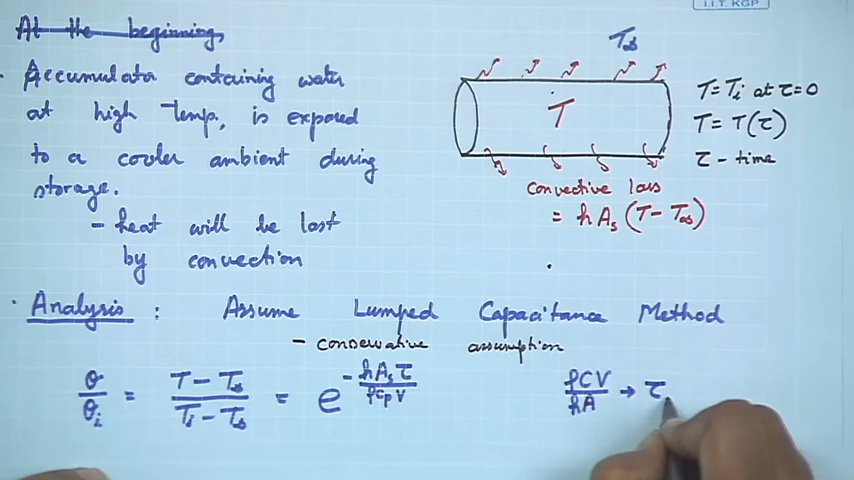 I.I.T. KGP
At the beginning,
· Accumulator containing water
at high Temp, is exposed
to a cooler ambient during
storage.
- heat will be lost
by convection
T∞
T
T = Ti at τ = 0
T = T(τ)
τ - time
convective loss
= h As (T - T∞)
· Analysis : Assume Lumped Capacitance Method
- conservative assumption
θ/θi = (T - T∞)/(Ti - T∞) = e^(-hAsτ/ρCpV)
ρCV/hA → τ